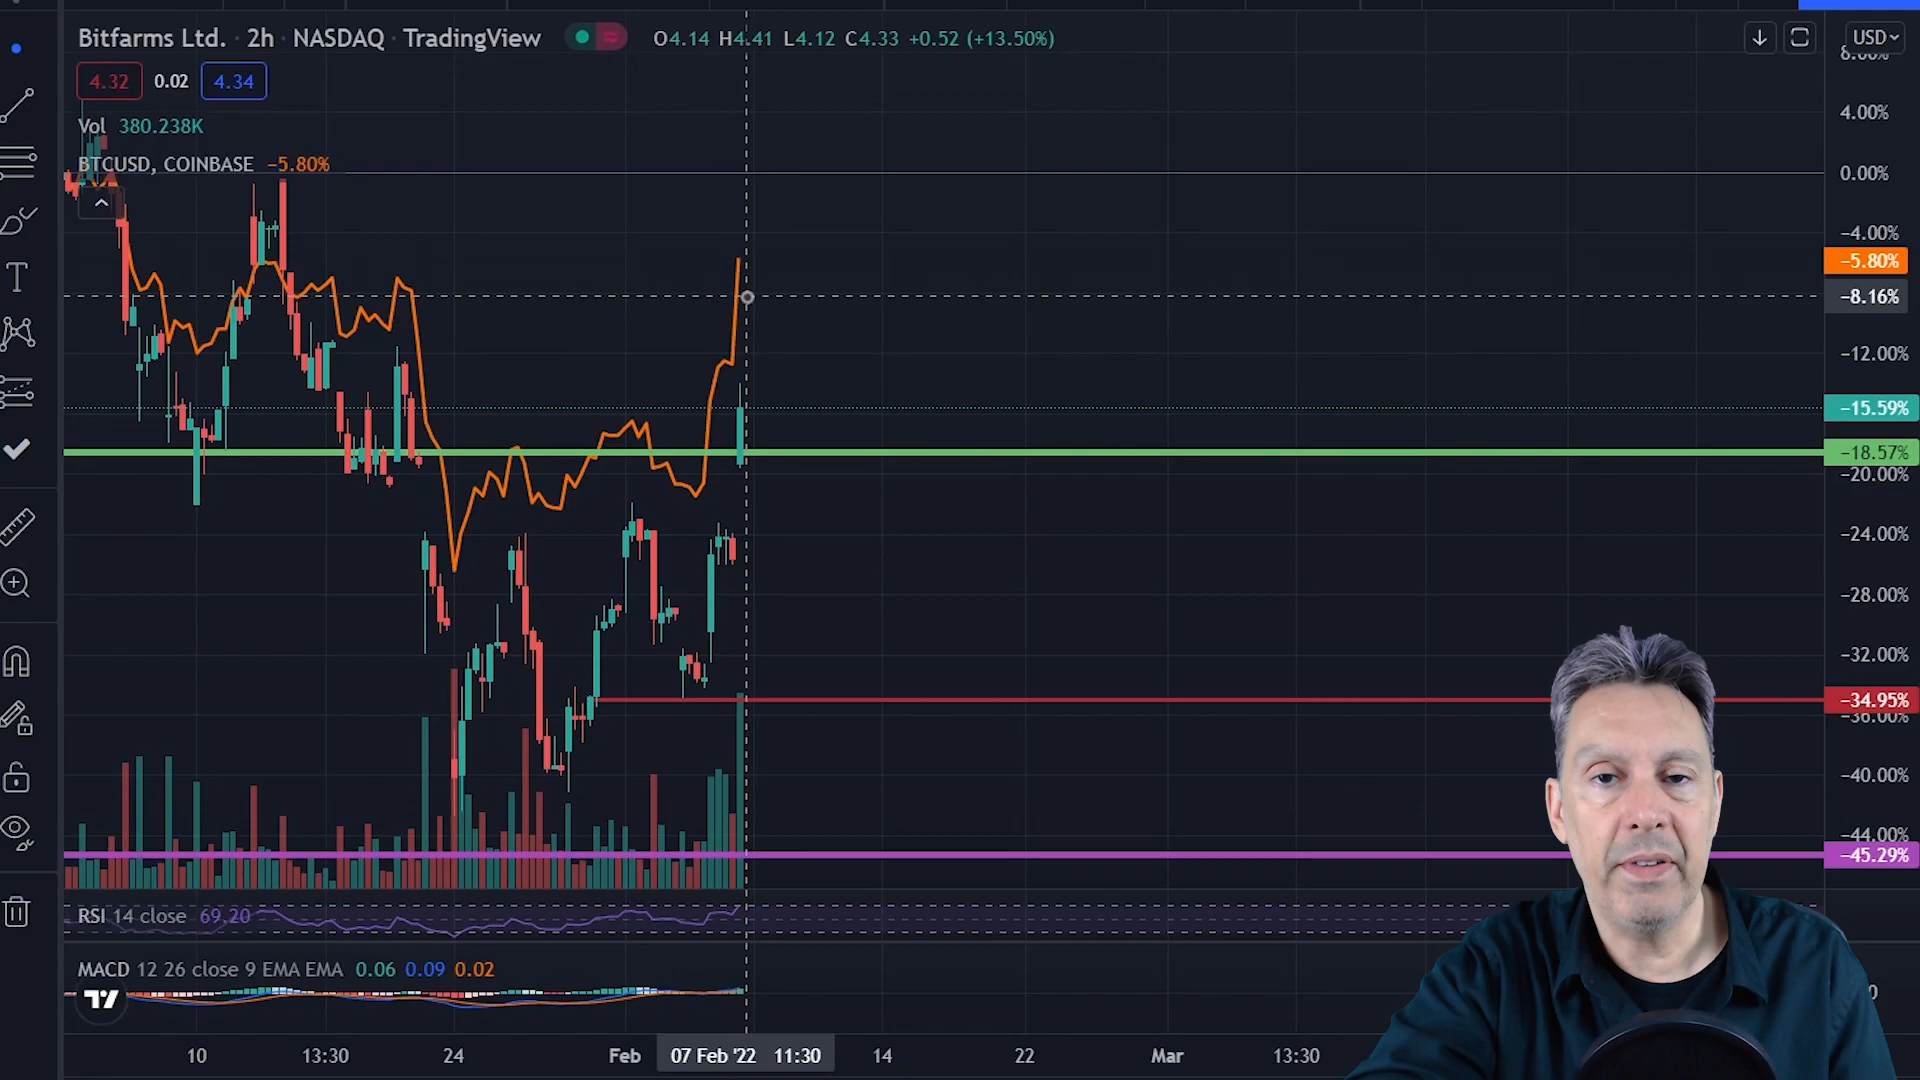 Bitfarms Ltd. · 2h · NASDAQ · TradingView
O4.14 H4.41 L4.12 C4.33 +0.52 (+13.50%)
USD
4.32 0.02 4.34
Vol 380.238K
BTCUSD, COINBASE −5.80%
8.00%
4.00%
0.00%
−4.00%
−5.80%
−8.16%
−12.00%
−15.59%
−18.57%
−20.00%
−24.00%
−28.00%
−32.00%
−34.95%
−36.00%
−40.00%
−44.00%
−45.29%
RSI 14 close 69.20
MACD 12 26 close 9 EMA EMA 0.06 0.09 0.02
10 13:30 24 Feb 07 Feb '22 11:30 14 22 Mar 13:30